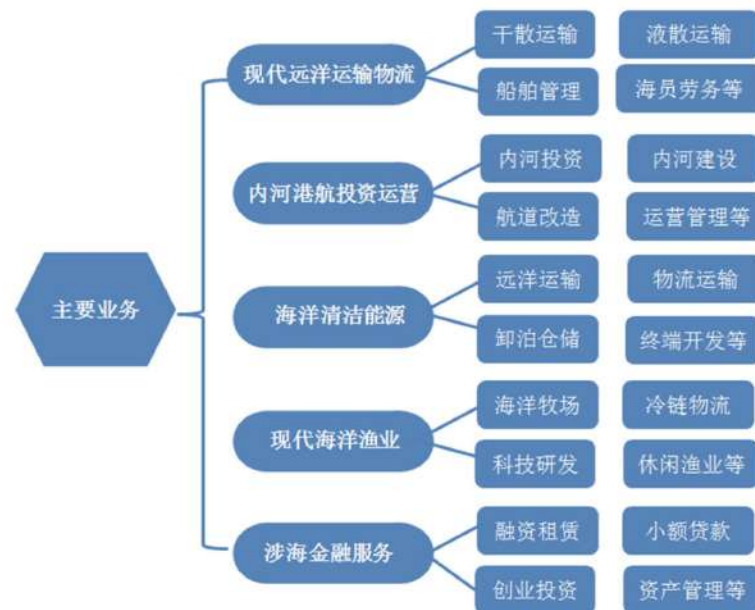 主要业务
现代远洋运输物流
干散运输
液散运输
船舶管理
海员劳务等
内河港航投资运营
内河投资
内河建设
航道改造
运营管理等
海洋清洁能源
远洋运输
物流运输
卸泊仓储
终端开发等
现代海洋渔业
海洋牧场
冷链物流
科技研发
休闲渔业等
涉海金融服务
融资租赁
小额贷款
创业投资
资产管理等